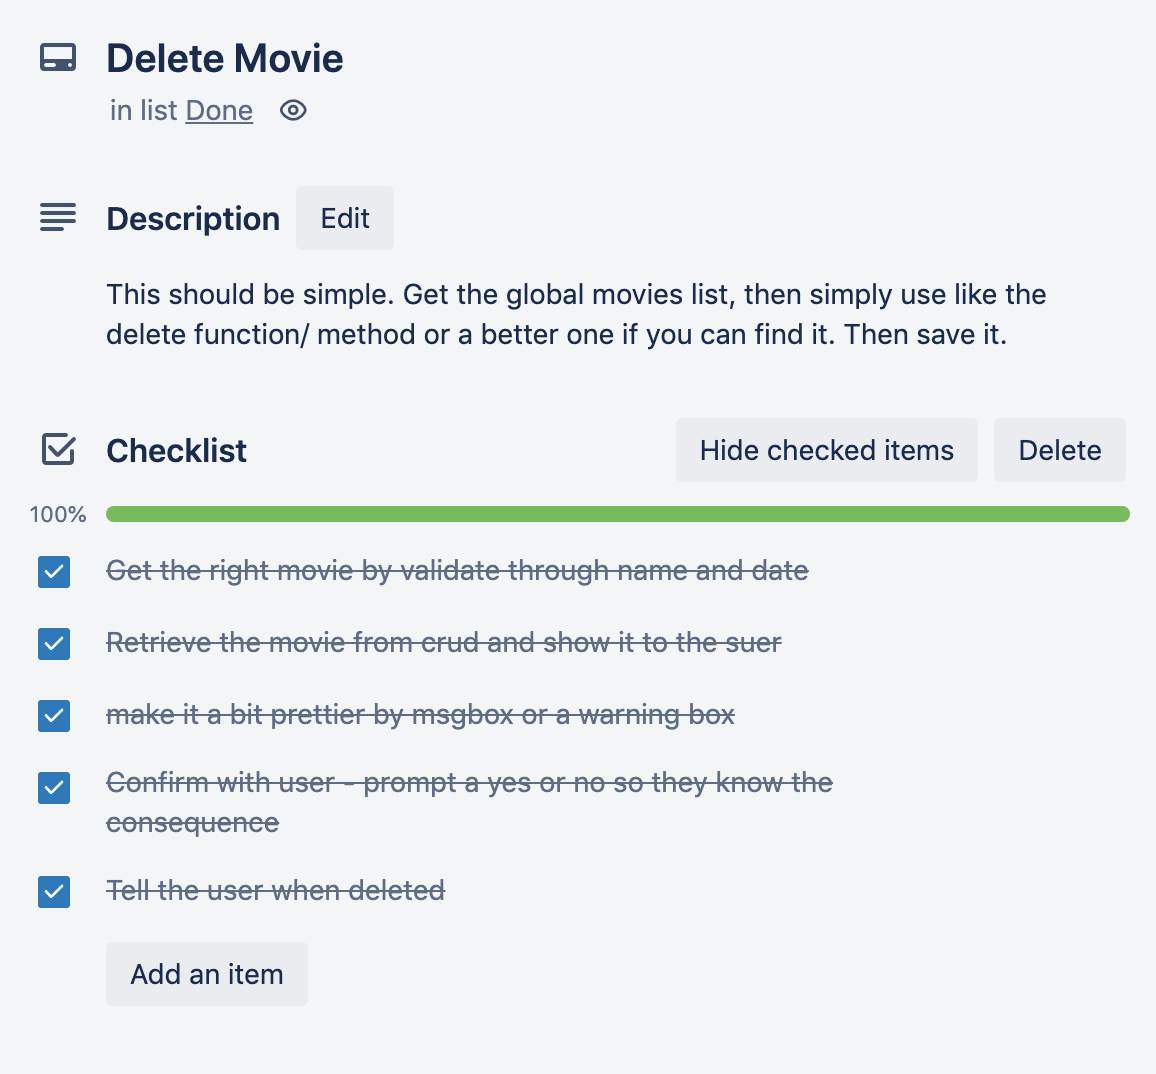 Delete Movie
in list Done
Description Edit
This should be simple. Get the global movies list, then simply use like the
delete function/ method or a better one if you can find it. Then save it.
Checklist Hide checked items Delete
100%
Get the right movie by validate through name and date
Retrieve the movie from crud and show it to the suer
make it a bit prettier by msgbox or a warning box
Confirm with user - prompt a yes or no so they know the
consequence
Tell the user when deleted
Add an item